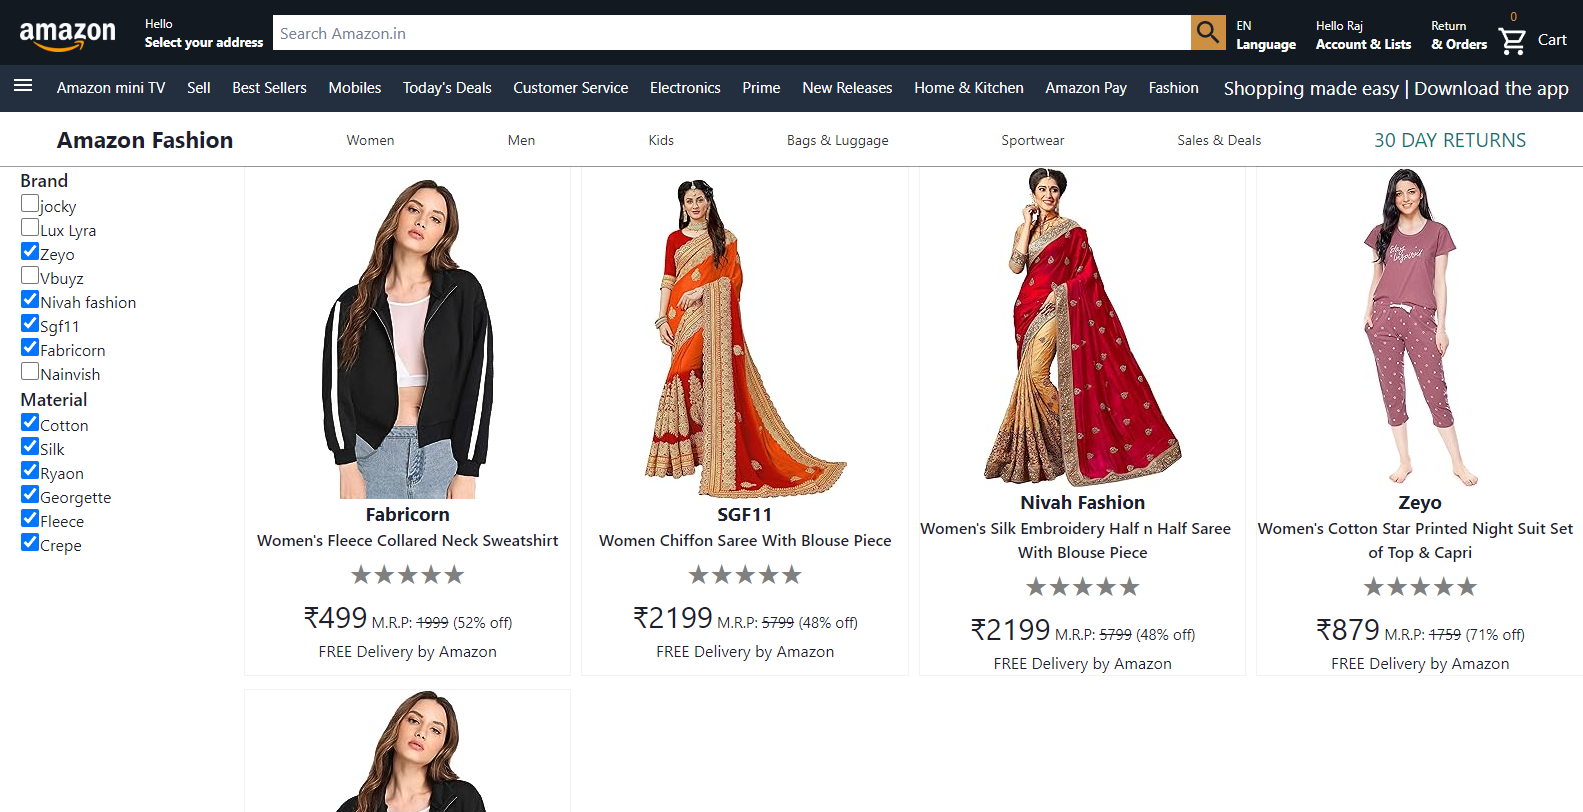 amazon
Hello
Select your address
Search Amazon.in
EN
Language
Hello Raj
Account & Lists
Return
& Orders
0
Cart
Amazon mini TV Sell Best Sellers Mobiles Today's Deals Customer Service Electronics Prime New Releases Home & Kitchen Amazon Pay Fashion Shopping made easy | Download the app
Amazon Fashion Women Men Kids Bags & Luggage Sportwear Sales & Deals 30 DAY RETURNS
Brand
jocky
Lux Lyra
Zeyo
Vbuyz
Nivah fashion
Sgf11
Fabricorn
Nainvish
Material
Cotton
Silk
Ryaon
Georgette
Fleece
Crepe
Fabricorn
Women's Fleece Collared Neck Sweatshirt
₹499 M.R.P: 1999 (52% off)
FREE Delivery by Amazon
SGF11
Women Chiffon Saree With Blouse Piece
₹2199 M.R.P: 5799 (48% off)
FREE Delivery by Amazon
Nivah Fashion
Women's Silk Embroidery Half n Half Saree
With Blouse Piece
₹2199 M.R.P: 5799 (48% off)
FREE Delivery by Amazon
stay
inspired
Zeyo
Women's Cotton Star Printed Night Suit Set
of Top & Capri
₹879 M.R.P: 1759 (71% off)
FREE Delivery by Amazon